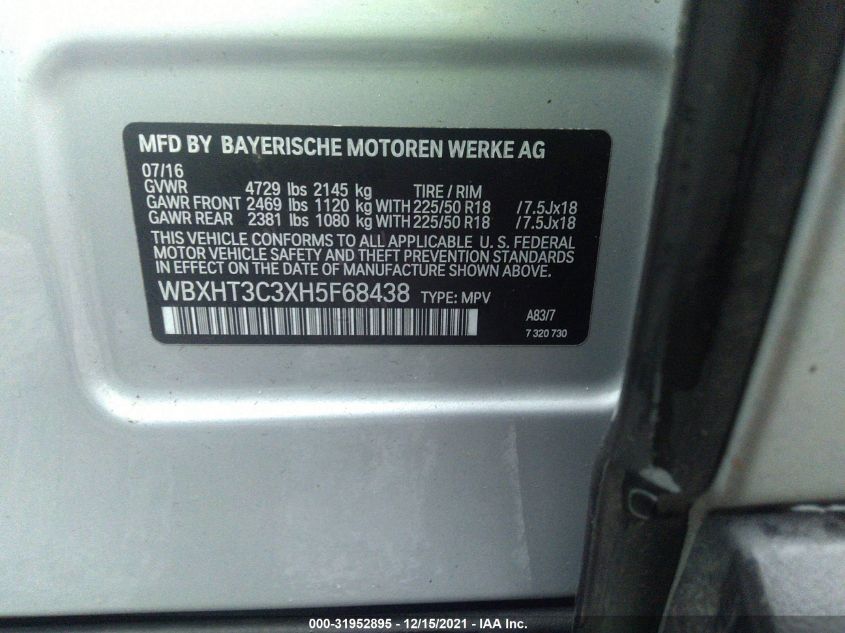 MFD BY BAYERISCHE MOTOREN WERKE AG
07/16
GVWR 4729 lbs 2145 kg TIRE / RIM
GAWR FRONT 2469 lbs 1120 kg WITH 225/50 R18 /7.5Jx18
GAWR REAR 2381 lbs 1080 kg WITH 225/50 R18 /7.5Jx18
THIS VEHICLE CONFORMS TO ALL APPLICABLE U. S. FEDERAL
MOTOR VEHICLE SAFETY AND THEFT PREVENTION STANDARDS
IN EFFECT ON THE DATE OF MANUFACTURE SHOWN ABOVE.
WBXHT3C3XH5F68438 TYPE: MPV
A83/7
7 320 730
000-31952895 - 12/15/2021 - IAA Inc.